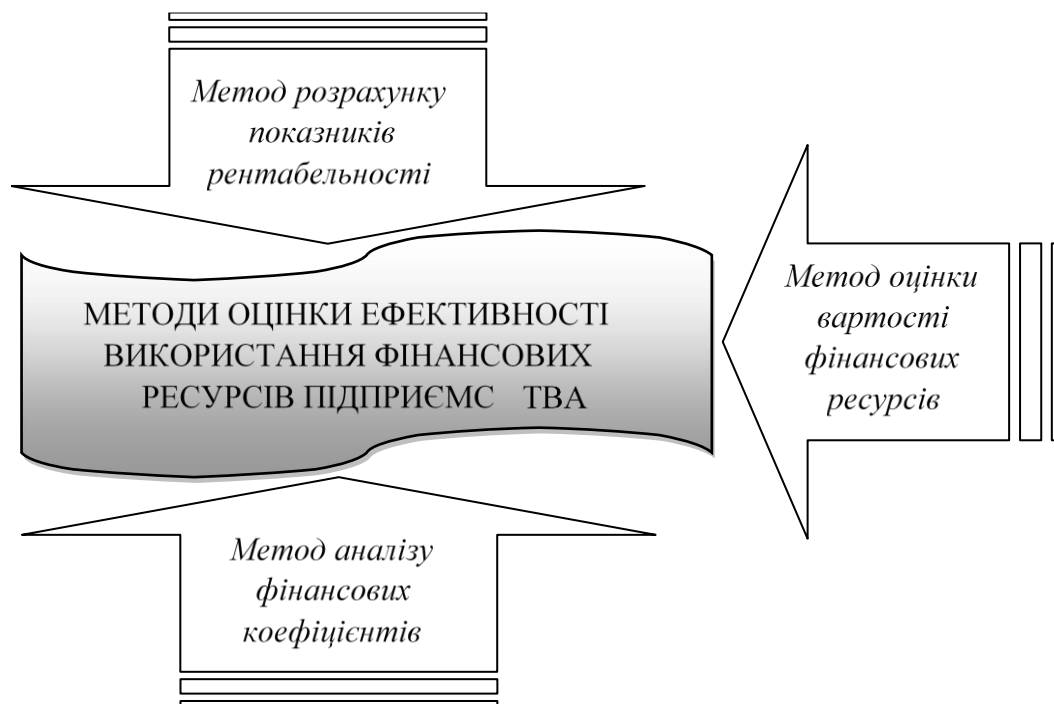 Метод розрахунку
показників
рентабельності
МЕТОДИ ОЦІНКИ ЕФЕКТИВНОСТІ
ВИКОРИСТАННЯ ФІНАНСОВИХ
РЕСУРСІВ ПІДПРИЄМС ТВА
Метод оцінки
вартості
фінансових
ресурсів
Метод аналізу
фінансових
коефіцієнтів